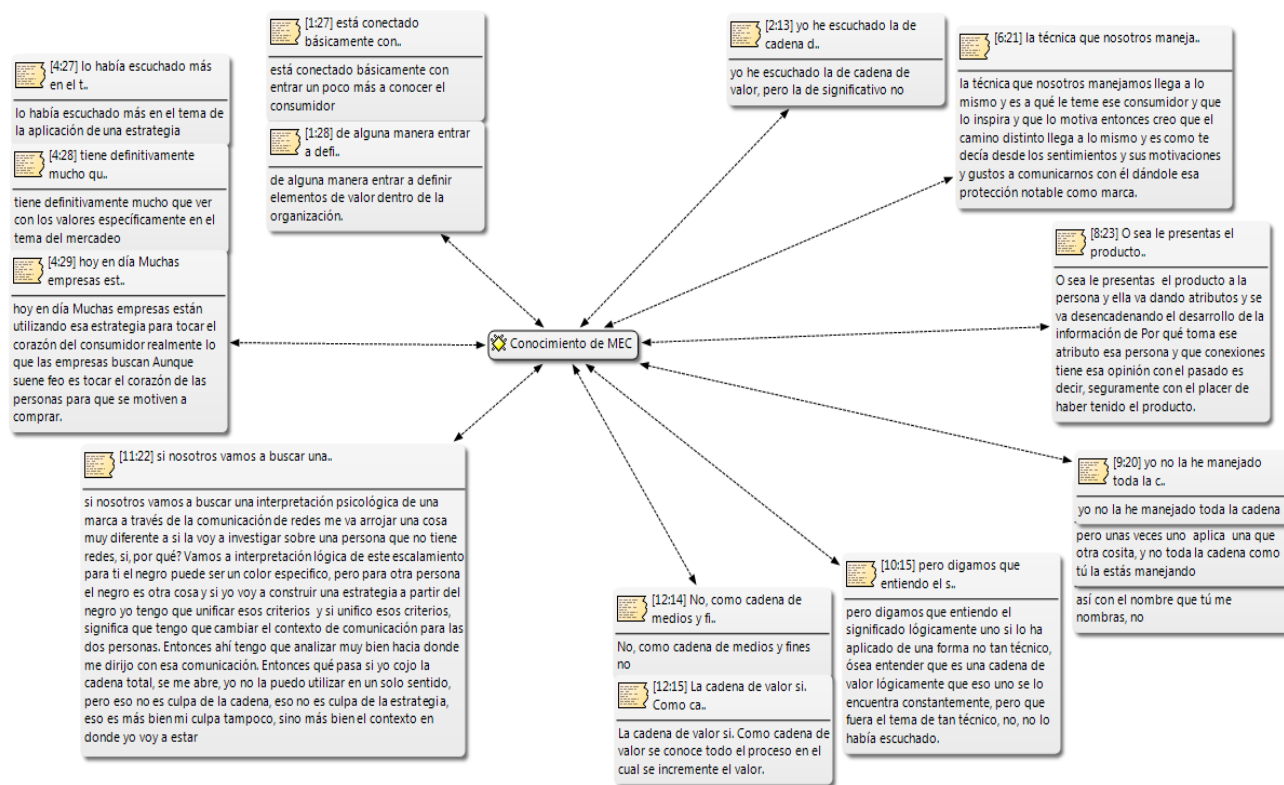 [1:27] está conectado
básicamente con..
está conectado básicamente con
entrar un poco más a conocer el
consumidor
[1:28] de alguna manera entrar
a defi..
de alguna manera entrar a definir
elementos de valor dentro de la
organización.
[2:13] yo he escuchado la de
cadena d..
yo he escuchado la de cadena de
valor, pero la de significativo no
[6:21] la técnica que nosotros
maneja..
la técnica que nosotros manejamos llega a lo
mismo y es a qué le teme ese consumidor y que
lo inspira y que lo motiva entonces creo que el
camino distinto llega a lo mismo y es como te
decía desde los sentimientos y sus motivaciones
y gustos a comunicarnos con él dándole esa
protección notable como marca.
[4:27] lo había escuchado más
en el t..
lo había escuchado más en el tema de
la aplicación de una estrategia
[4:28] tiene definitivamente
mucho qu..
tiene definitivamente mucho que ver
con los valores específicamente en el
tema del mercadeo
[4:29] hoy en día Muchas
empresas est..
hoy en día Muchas empresas están
utilizando esa estrategia para tocar el
corazón del consumidor realmente lo
que las empresas buscan Aunque
suene feo es tocar el corazón de las
personas para que se motiven a
comprar.
[8:23] O sea le presentas el
producto..
O sea le presentas el producto a la
persona y ella va dando atributos y se
va desencadenando el desarrollo de la
información de Por qué toma ese
atributo esa persona y que conexiones
tiene esa opinión con el pasado es
decir, seguramente con el placer de
haber tenido el producto.
Conocimiento de MEC
[11:22] si nosotros vamos a buscar una..
si nosotros vamos a buscar una interpretación psicológica de una
marca a través de la comunicación de redes me va arrojar una cosa
muy diferente a si la voy a investigar sobre una persona que no tiene
redes, si, por qué? Vamos a interpretación lógica de este escalamiento
para ti el negro puede ser un color especifico, pero para otra persona
el negro es otra cosa y si yo voy a construir una estrategia a partir del
negro yo tengo que unificar esos criterios y si unifico esos criterios,
significa que tengo que cambiar el contexto de comunicación para las
dos personas. Entonces ahí tengo que analizar muy bien hacia donde
me dirijo con esa comunicación. Entonces qué pasa si yo cojo la
cadena total, se me abre, yo no la puedo utilizar en un solo sentido,
pero eso no es culpa de la cadena, eso no es culpa de la estrategia,
eso es más bien mi culpa tampoco, sino más bien el contexto en
donde yo voy a estar
[12:14] No, como cadena de
medios y fi..
No, como cadena de medios y fines
no
[12:15] La cadena de valor si.
Como ca..
La cadena de valor si. Como cadena de
valor se conoce todo el proceso en el
cual se incremente el valor.
[10:15] pero digamos que
entiendo el s..
pero digamos que entiendo el
significado lógicamente uno si lo ha
aplicado de una forma no tan técnico,
ósea entender que es una cadena de
valor lógicamente que eso uno se lo
encuentra constantemente, pero que
fuera el tema de tan técnico, no, no lo
había escuchado.
[9:20] yo no la he manejado
toda la c..
yo no la he manejado toda la cadena
pero unas veces uno aplica una que
otra cosita, y no toda la cadena como
tú la estás manejando
así con el nombre que tú me
nombras, no